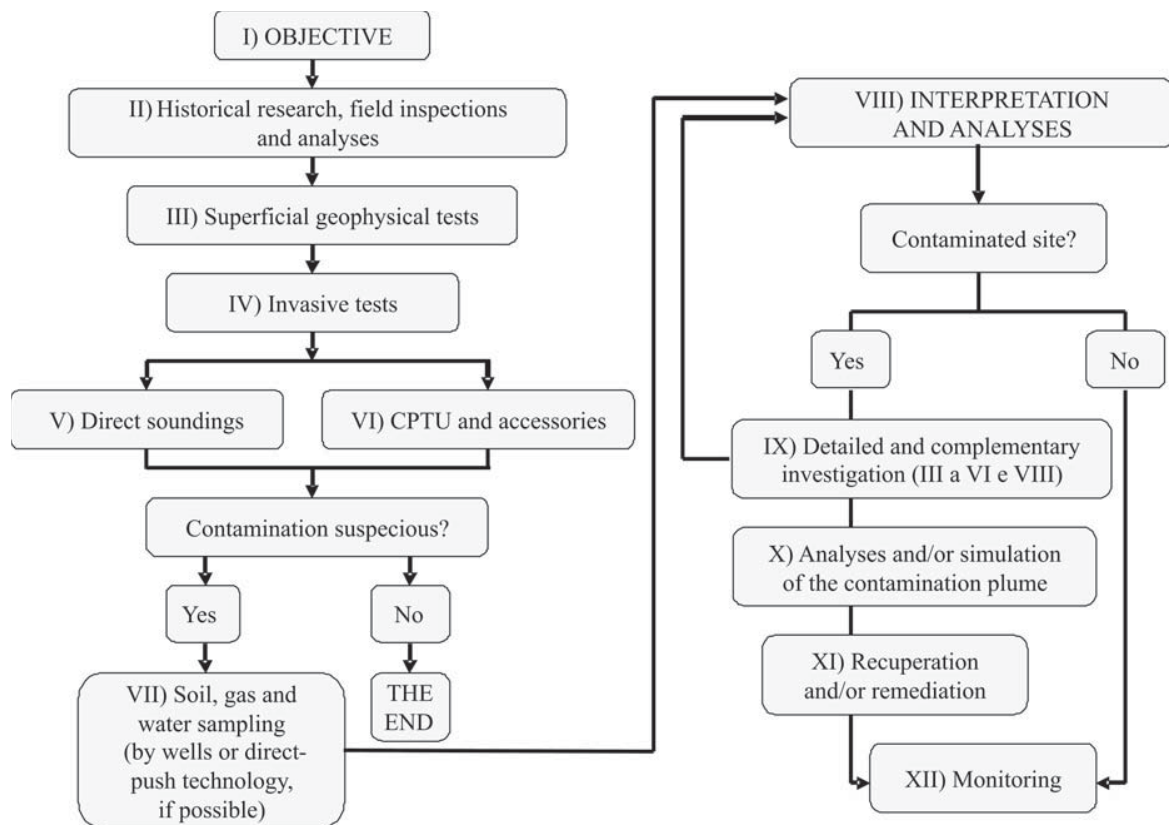 I) OBJECTIVE
II) Historical research, field inspections
and analyses
III) Superficial geophysical tests
IV) Invasive tests
V) Direct soundings
VI) CPTU and accessories
Contamination suspecious?
Yes
No
VII) Soil, gas and
water sampling
(by wells or direct-
push technology,
if possible)
THE
END
VIII) INTERPRETATION
AND ANALYSES
Contaminated site?
Yes
No
IX) Detailed and complementary
investigation (III a VI e VIII)
X) Analyses and/or simulation
of the contamination plume
XI) Recuperation
and/or remediation
XII) Monitoring